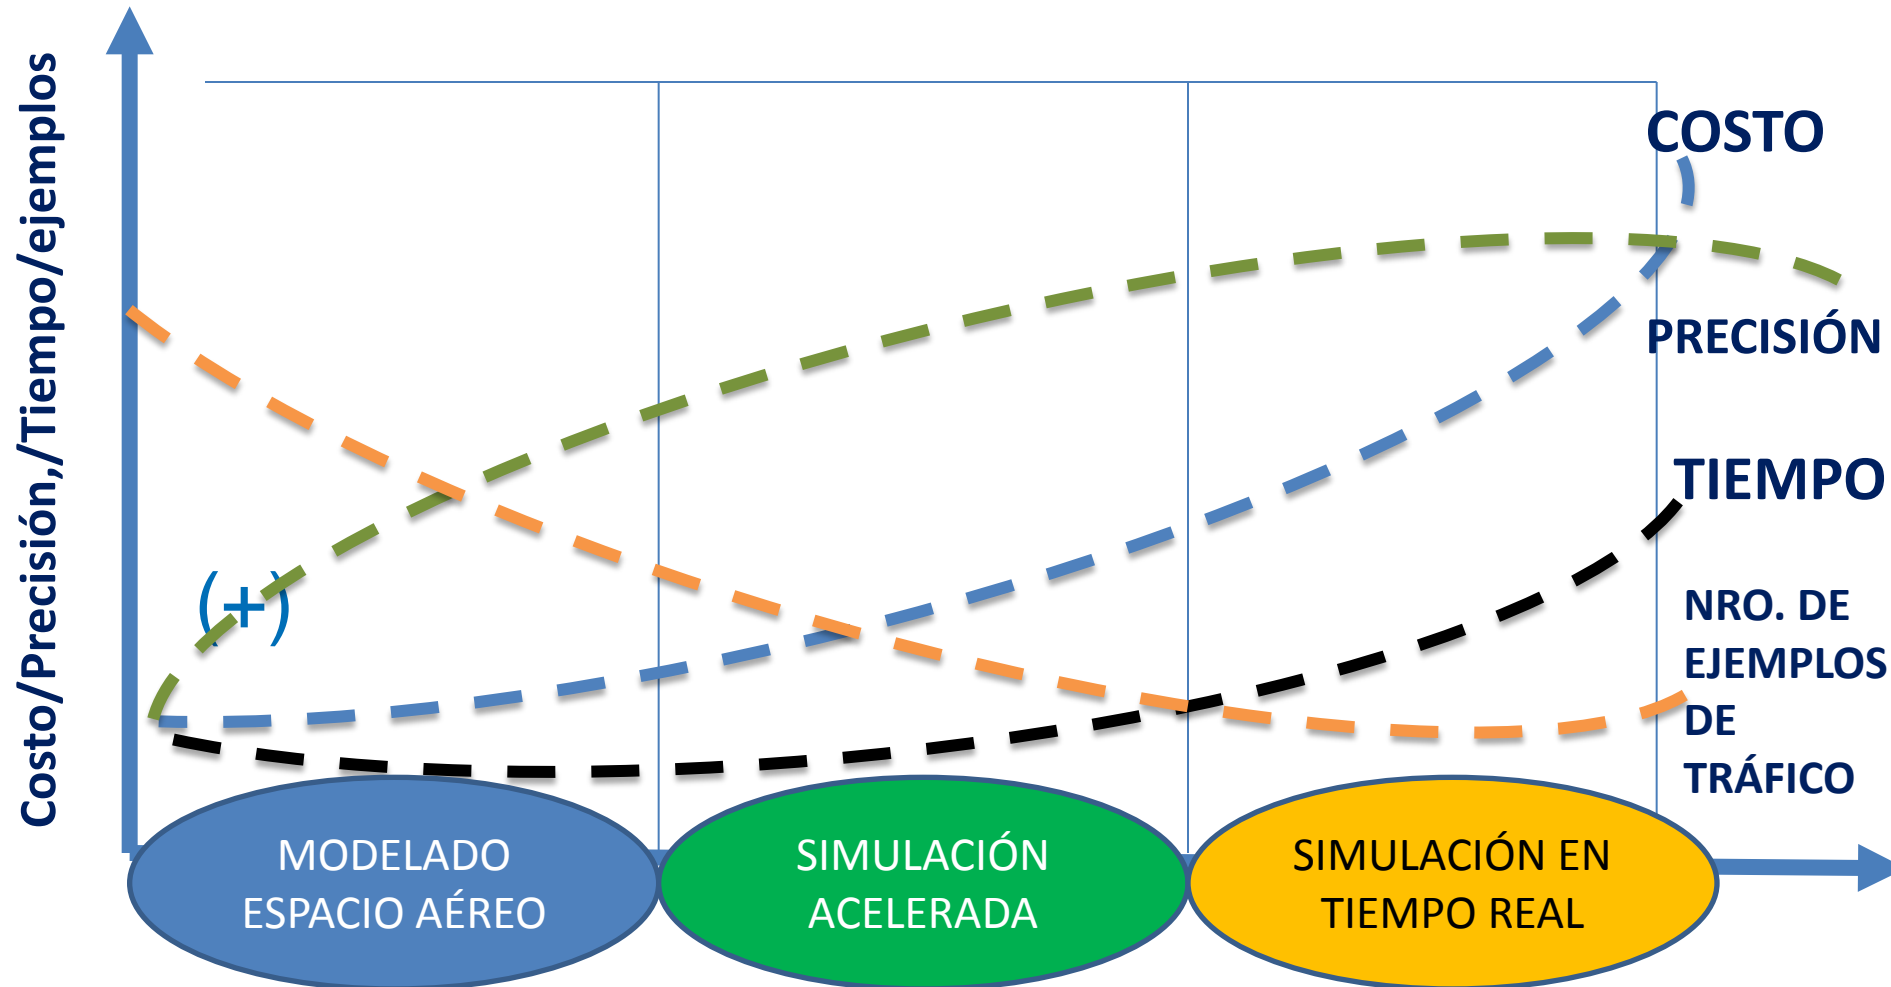 Costo/Precisión,/Tiempo/ejemplos
COSTO
PRECISIÓN
TIEMPO
(+)
NRO. DE
EJEMPLOS
DE
TRÁFICO
MODELADO
ESPACIO AÉREO
SIMULACIÓN
ACELERADA
SIMULACIÓN EN
TIEMPO REAL